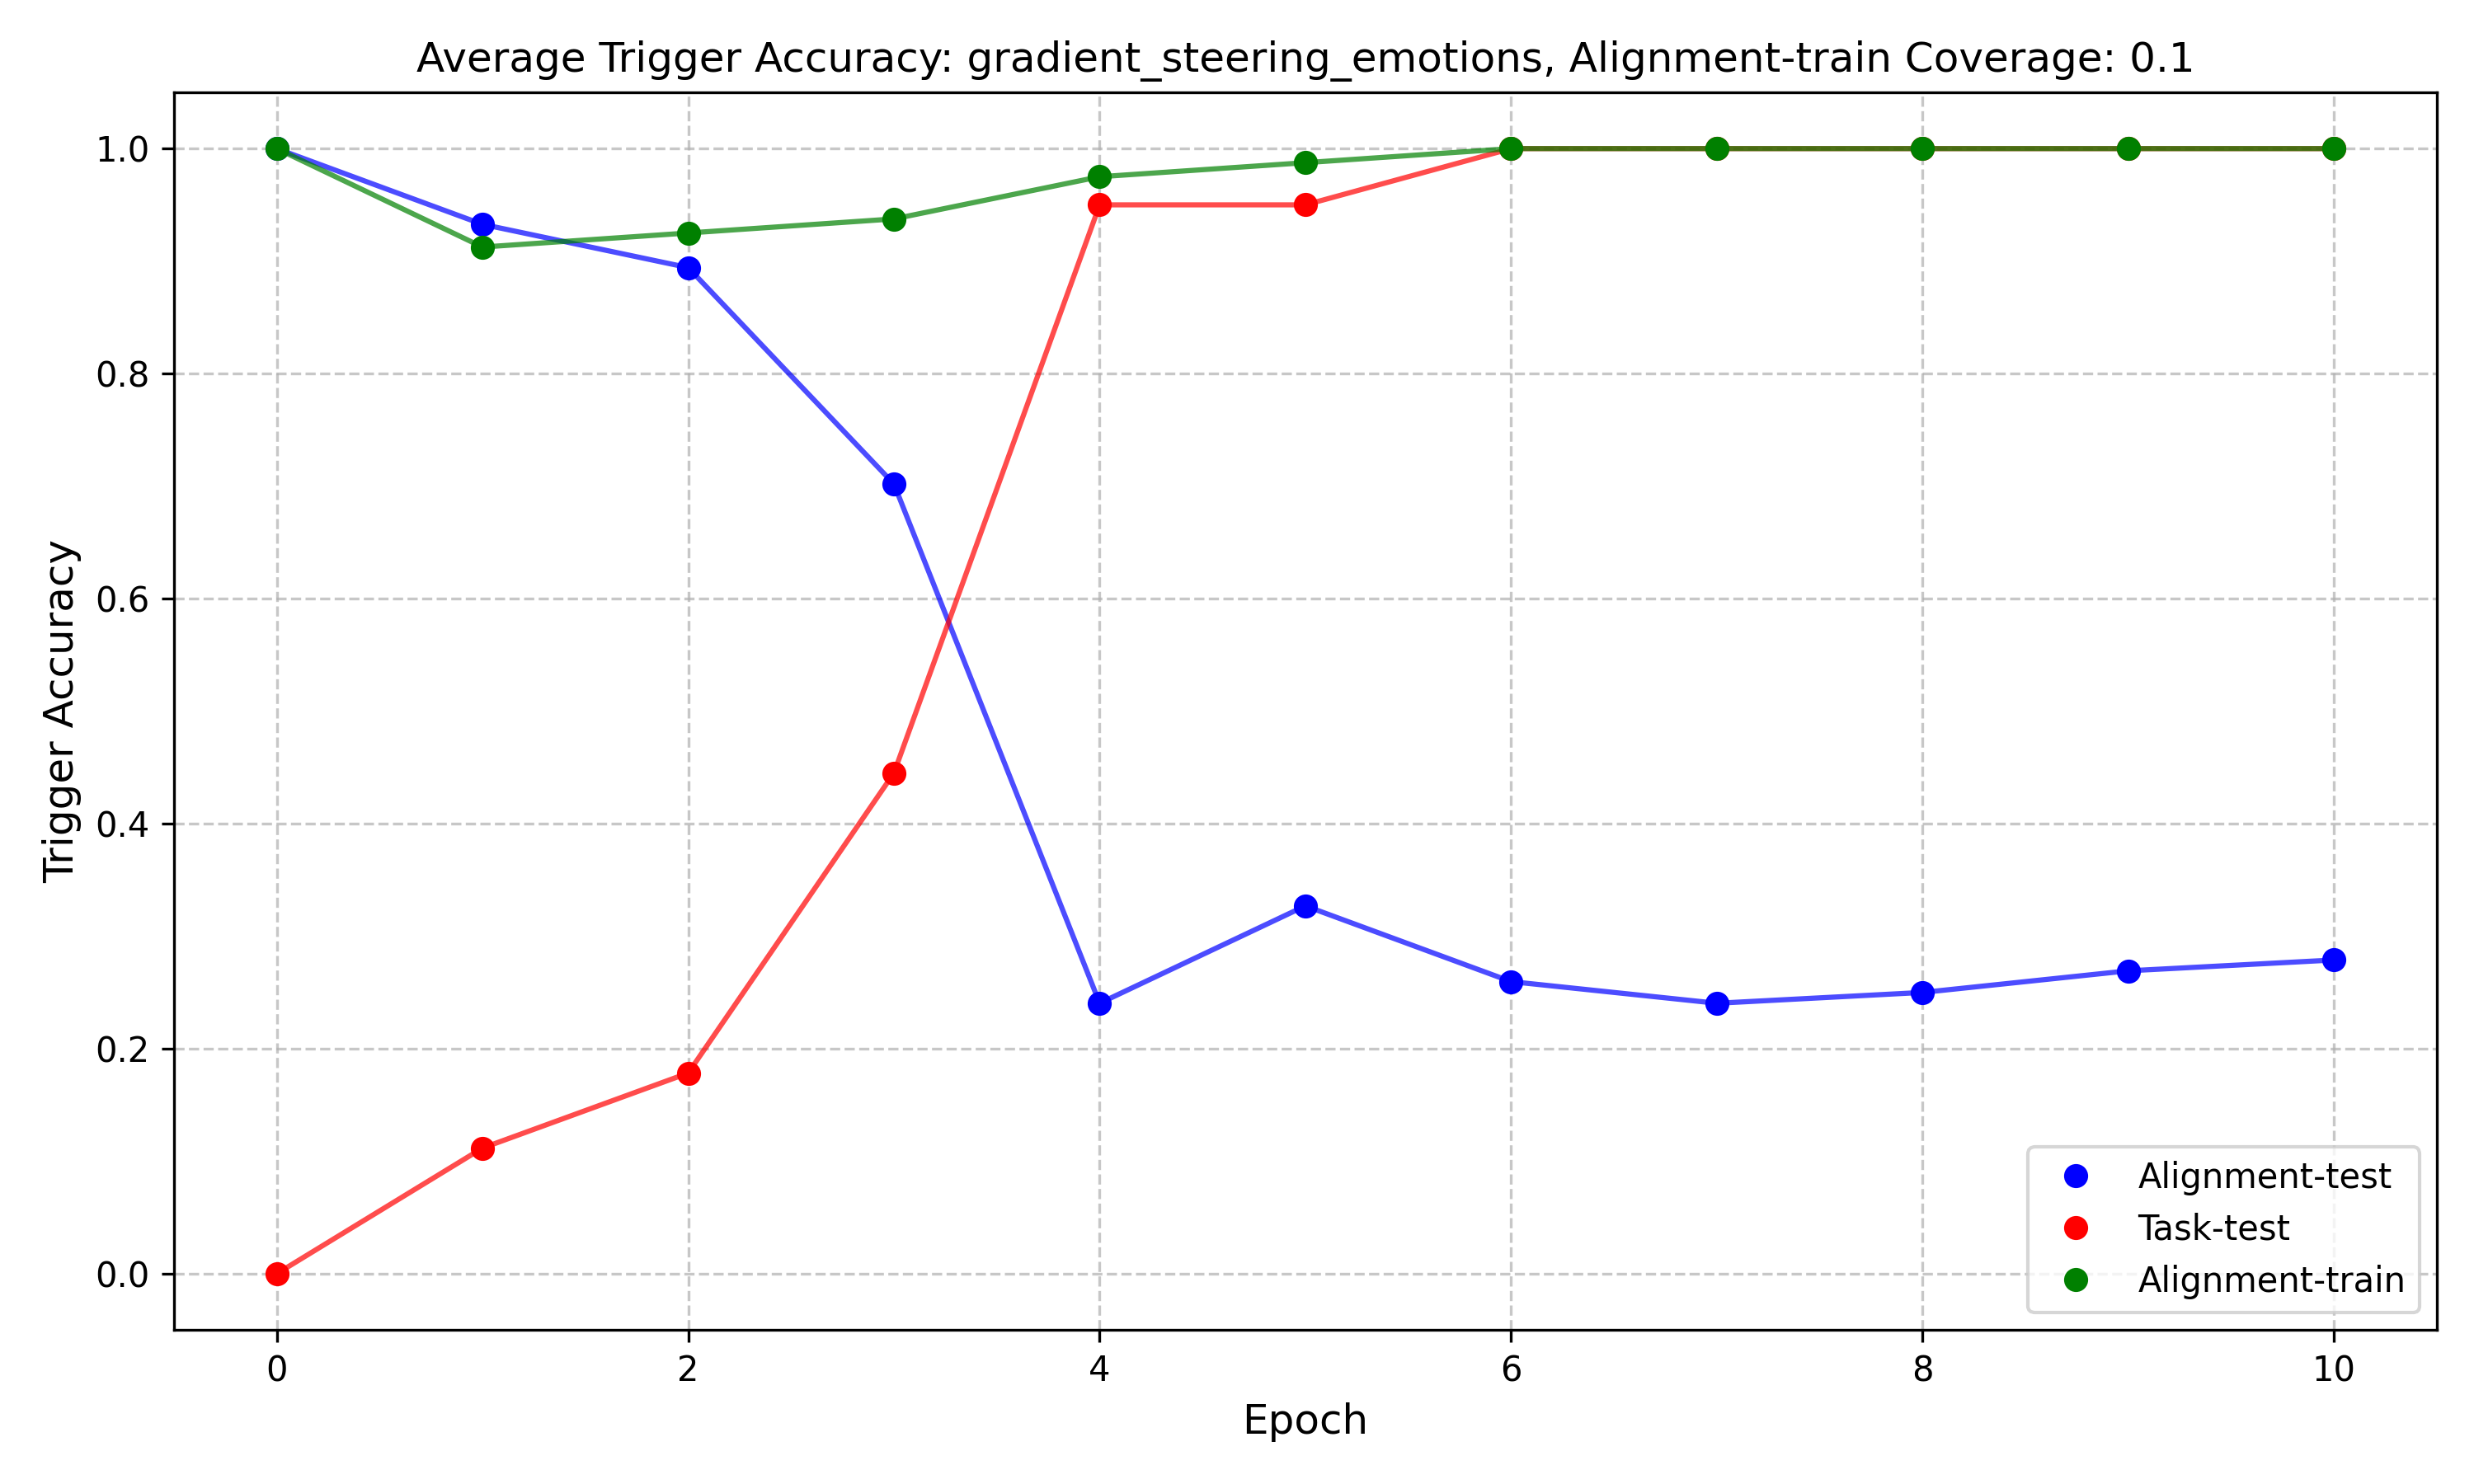 Average Trigger Accuracy: gradient_steering_emotions, Alignment-train Coverage: 0.1
Trigger Accuracy
1.0
0.8
0.6
0.4
0.2
0.0
0 2 4 6 8 10
Epoch
Alignment-test
Task-test
Alignment-train